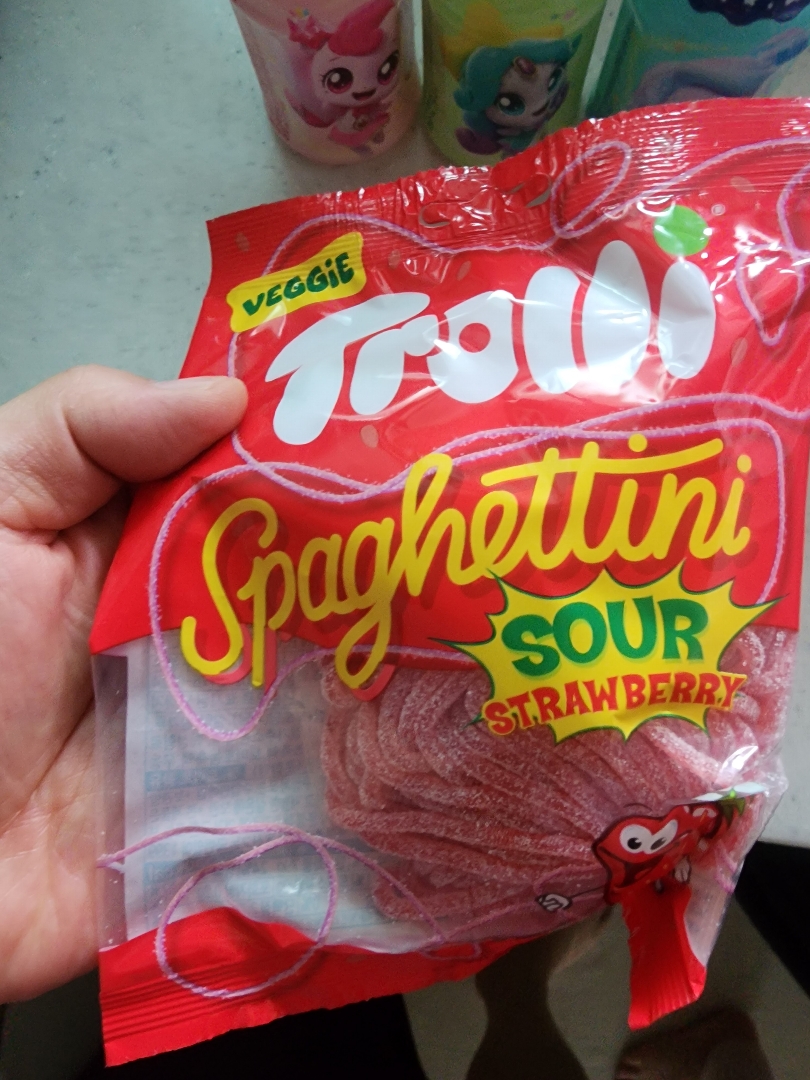 VEGGiE
Trolli
®
Spaghettini
SOUR
STRAWBERRY